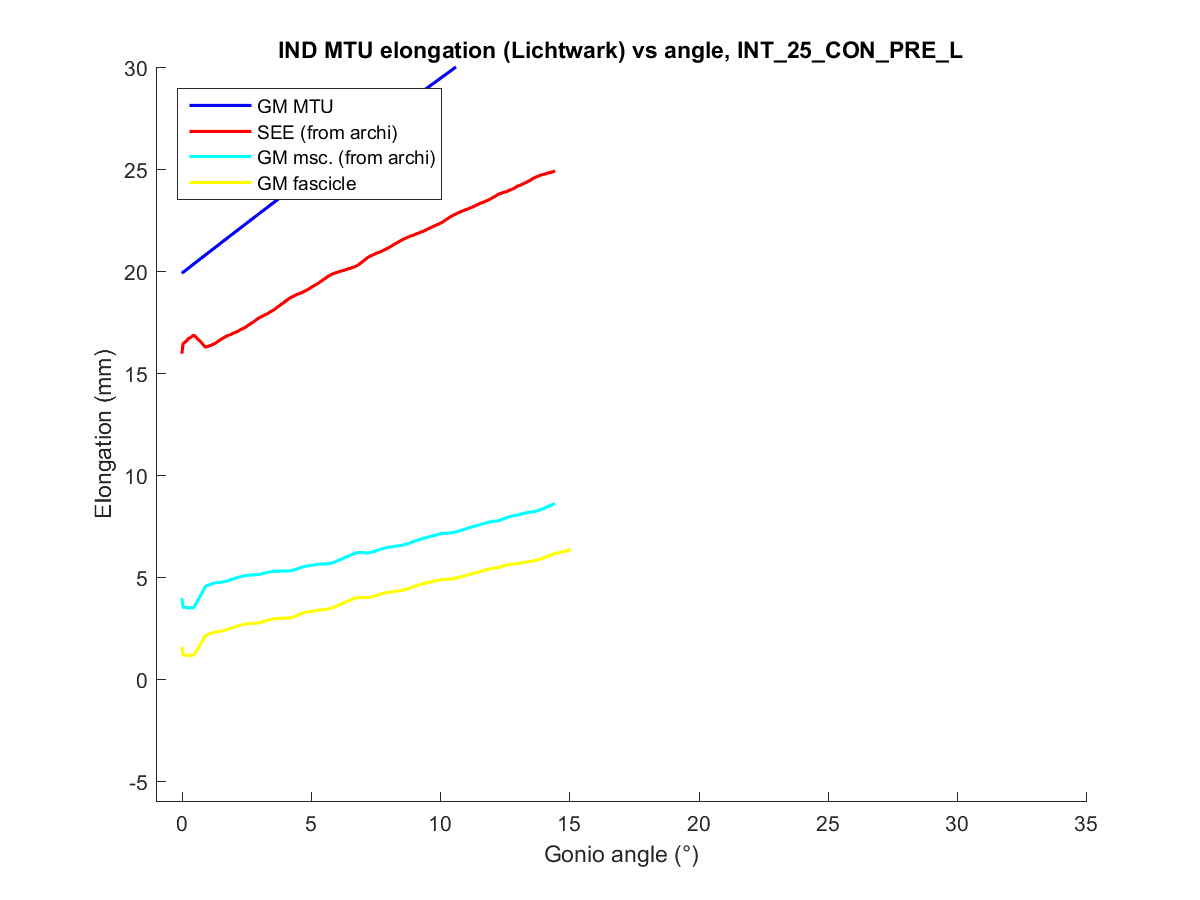 IND MTU elongation (Lichtwark) vs angle, INT_25_CON_PRE_L
30
25
20
15
10
5
0
-5
Elongation (mm)
GM MTU
SEE (from archi)
GM msc. (from archi)
GM fascicle
0 5 10 15 20 25 30 35
Gonio angle (°)